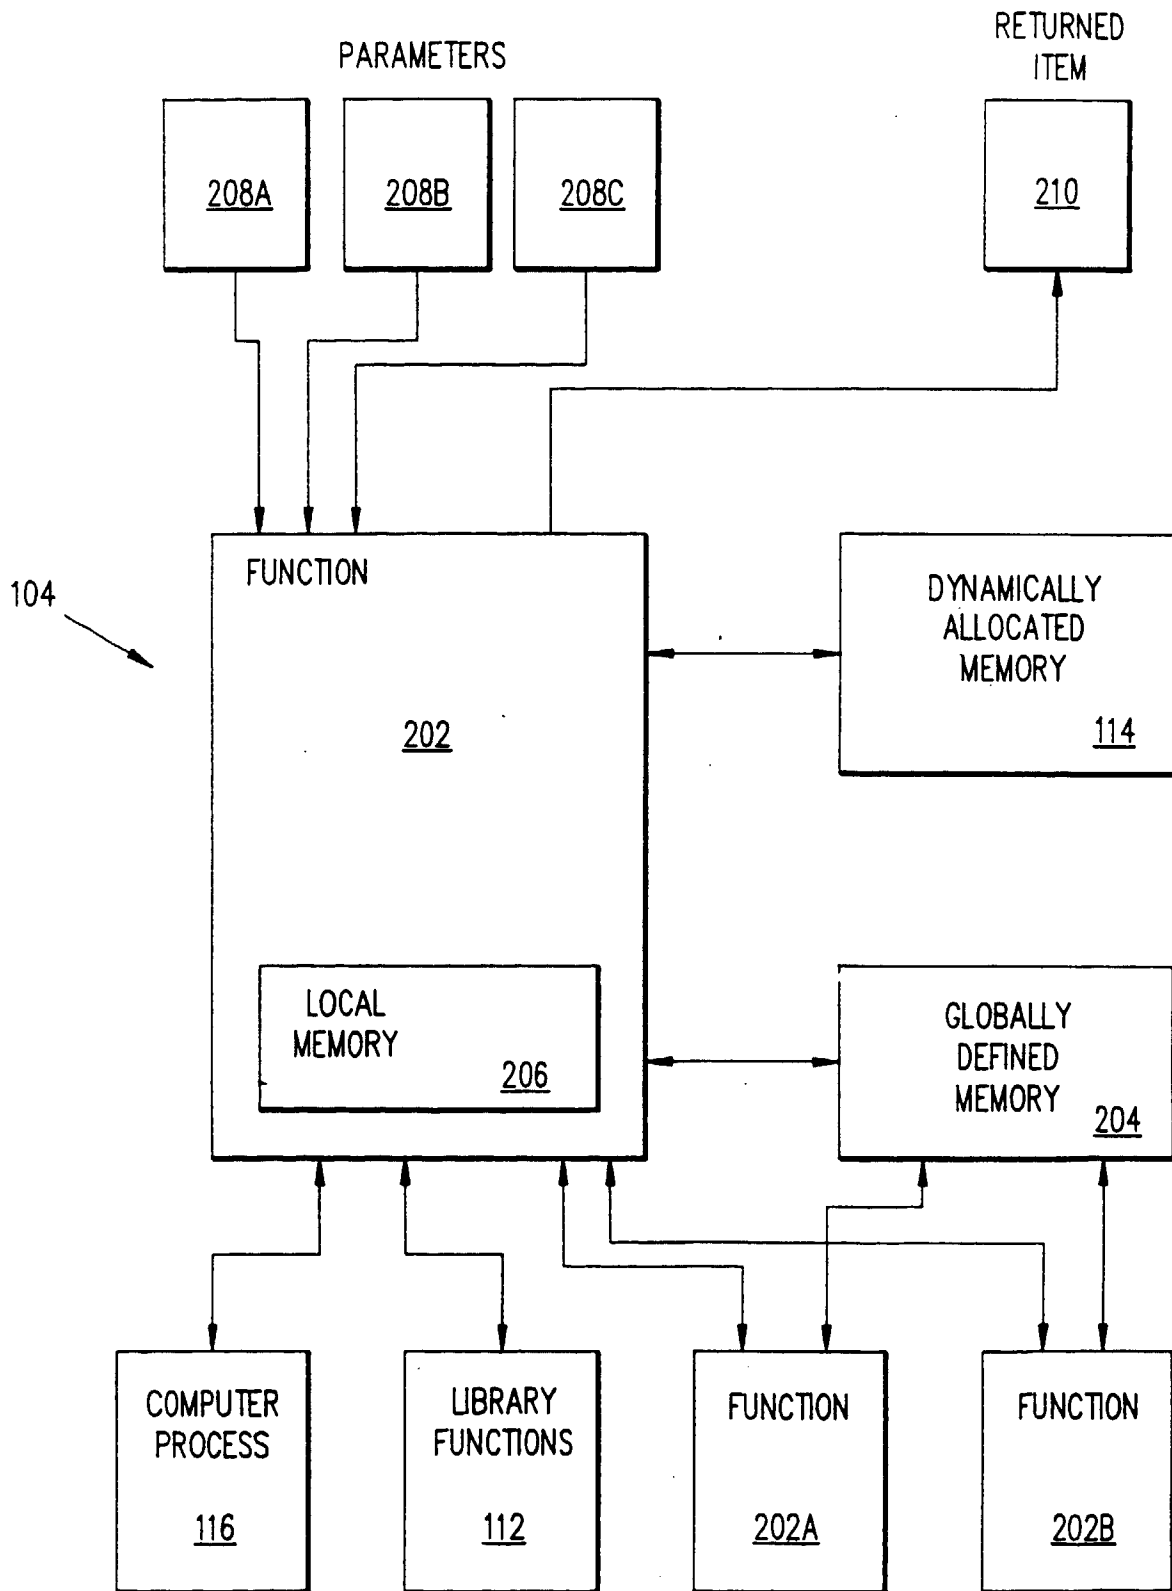 PARAMETERS
RETURNED
ITEM
208A
208B
208C
210
FUNCTION
104
202
DYNAMICALLY
ALLOCATED
MEMORY
114
LOCAL
MEMORY
206
GLOBALLY
DEFINED
MEMORY
204
COMPUTER
PROCESS
116
LIBRARY
FUNCTIONS
112
FUNCTION
202A
FUNCTION
202B